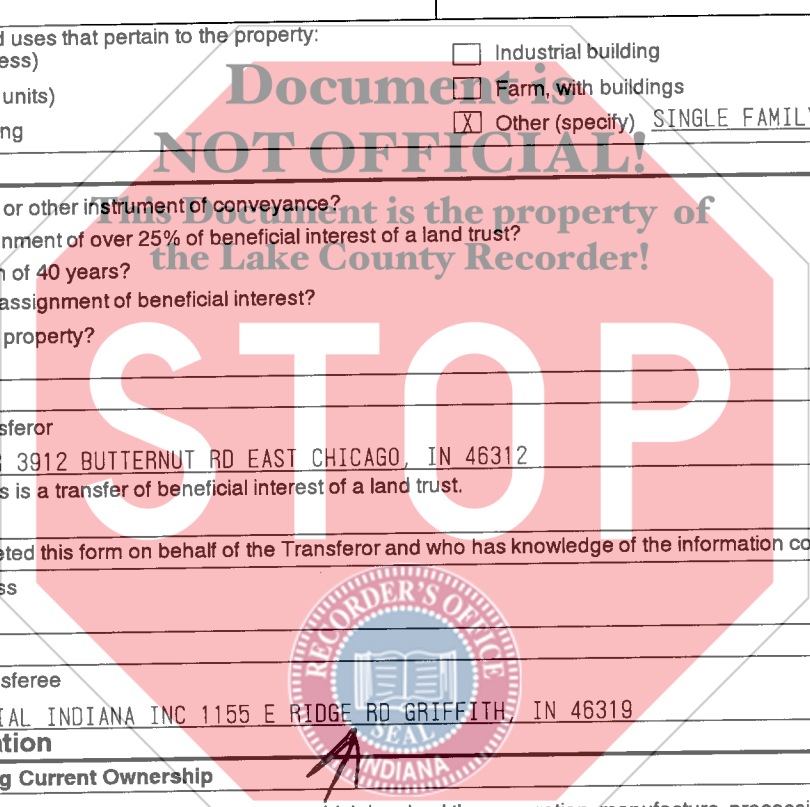 uses that pertain to the property:
Industrial building
units)
Farm, with buildings
X Other (specify) SINGLE FAMILY
Document is
NOT OFFICIAL!
This Document is the property of
the Lake County Recorder!
or other instrument of conveyance?
nment of over 25% of beneficial interest of a land trust?
of 40 years?
assignment of beneficial interest?
property?
STOP
sferor
3912 BUTTERNUT RD EAST CHICAGO, IN 46312
s is a transfer of beneficial interest of a land trust.
eted this form on behalf of the Transferor and who has knowledge of the information co
ss
RECORDER'S OFFICE
sferee
IAL INDIANA INC 1155 E RIDGE RD GRIFFITH, IN 46319
SEAL
INDIANA
ation
g Current Ownership